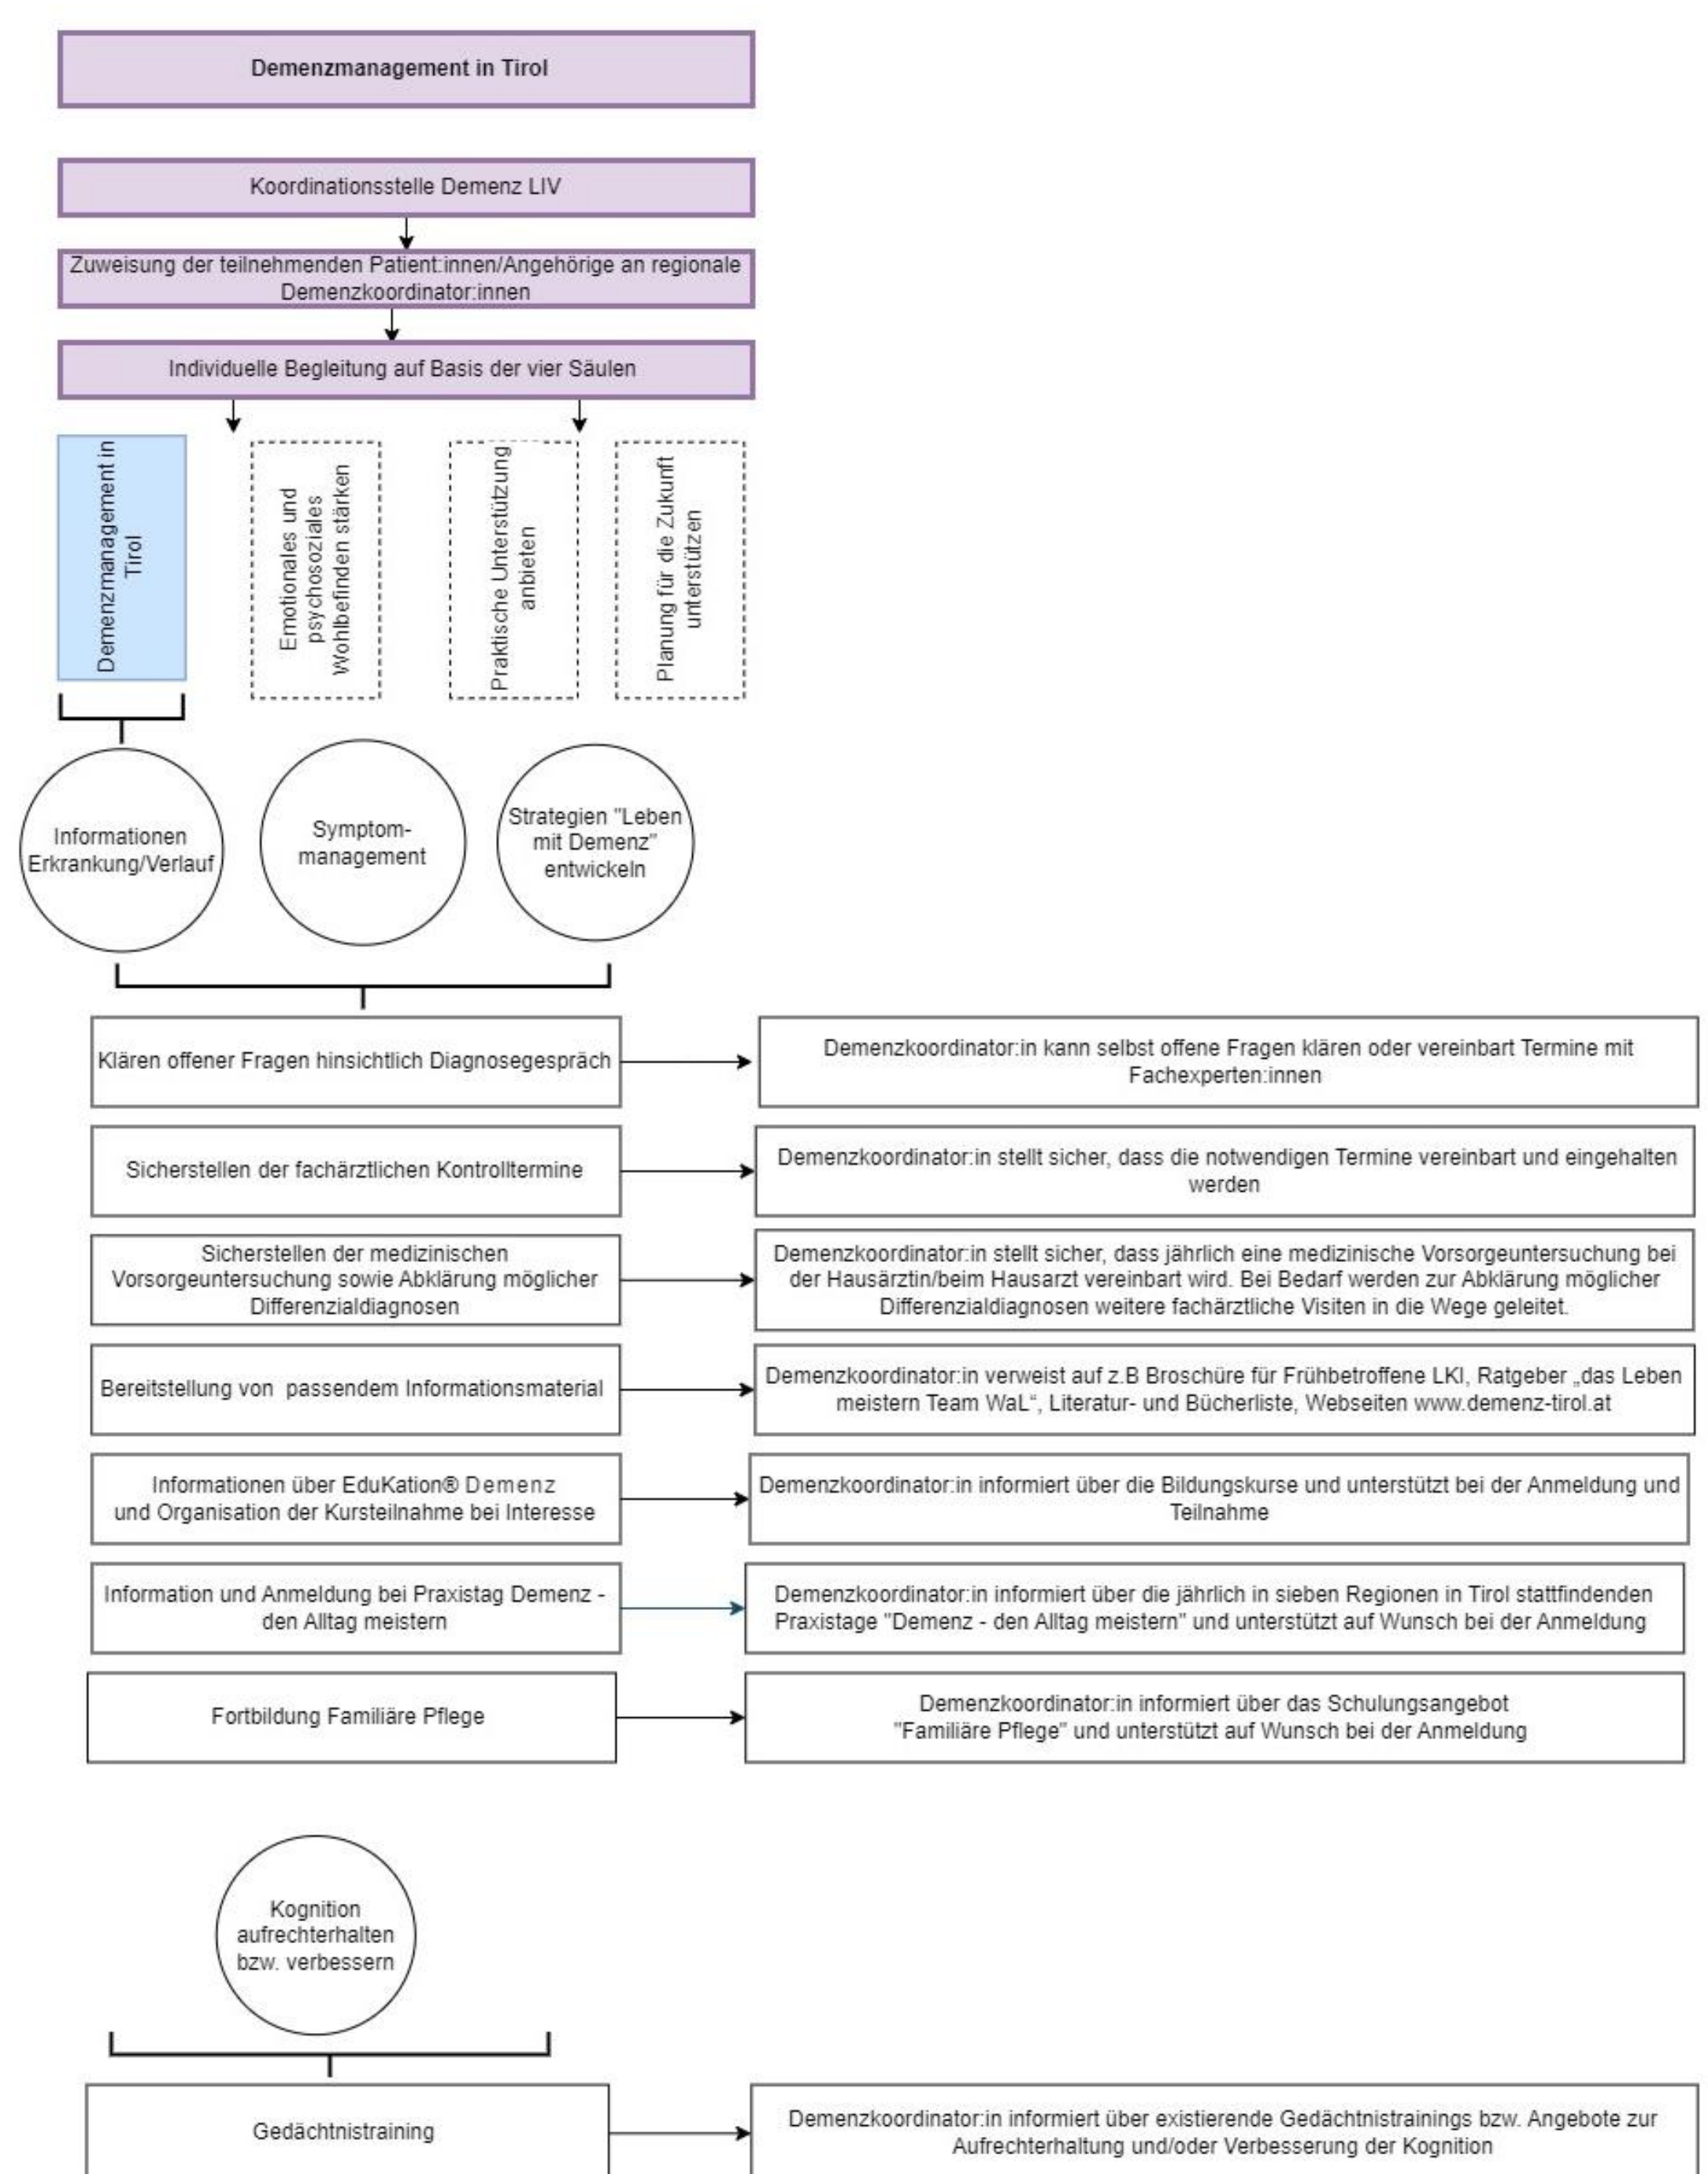 Demenzmanagement in Tirol
Koordinationsstelle Demenz LIV
Zuweisung der teilnehmenden Patient:innen/Angehörige an regionale
Demenzkoordinator:innen
Individuelle Begleitung auf Basis der vier Säulen
Demenzmanagement in
Tirol
Emotionales und
psychosoziales
Wohlbefinden stärken
Praktische Unterstützung
anbieten
Planung für die Zukunft
unterstützen
Informationen
Erkrankung/Verlauf
Symptom-
management
Strategien "Leben
mit Demenz"
entwickeln
Klären offener Fragen hinsichtlich Diagnosegespräch
Demenzkoordinator:in kann selbst offene Fragen klären oder vereinbart Termine mit
Fachexperten:innen
Sicherstellen der fachärztlichen Kontrolltermine
Demenzkoordinator:in stellt sicher, dass die notwendigen Termine vereinbart und eingehalten
werden
Sicherstellen der medizinischen
Vorsorgeuntersuchung sowie Abklärung möglicher
Differenzialdiagnosen
Demenzkoordinator:in stellt sicher, dass jährlich eine medizinische Vorsorgeuntersuchung bei
der Hausärztin/beim Hausarzt vereinbart wird. Bei Bedarf werden zur Abklärung möglicher
Differenzialdiagnosen weitere fachärztliche Visiten in die Wege geleitet.
Bereitstellung von passendem Informationsmaterial
Demenzkoordinator:in verweist auf z.B Broschüre für Frühbetroffene LKI, Ratgeber „das Leben
meistern Team WaL“, Literatur- und Bücherliste, Webseiten www.demenz-tirol.at
Informationen über EduKation® Demenz
und Organisation der Kursteilnahme bei Interesse
Demenzkoordinator:in informiert über die Bildungskurse und unterstützt bei der Anmeldung und
Teilnahme
Information und Anmeldung bei Praxistag Demenz -
den Alltag meistern
Demenzkoordinator:in informiert über die jährlich in sieben Regionen in Tirol stattfindenden
Praxistage "Demenz - den Alltag meistern" und unterstützt auf Wunsch bei der Anmeldung
Fortbildung Familiäre Pflege
Demenzkoordinator:in informiert über das Schulungsangebot
"Familiäre Pflege" und unterstützt auf Wunsch bei der Anmeldung
Kognition
aufrechterhalten
bzw. verbessern
Gedächtnistraining
Demenzkoordinator:in informiert über existierende Gedächtnistrainings bzw. Angebote zur
Aufrechterhaltung und/oder Verbesserung der Kognition